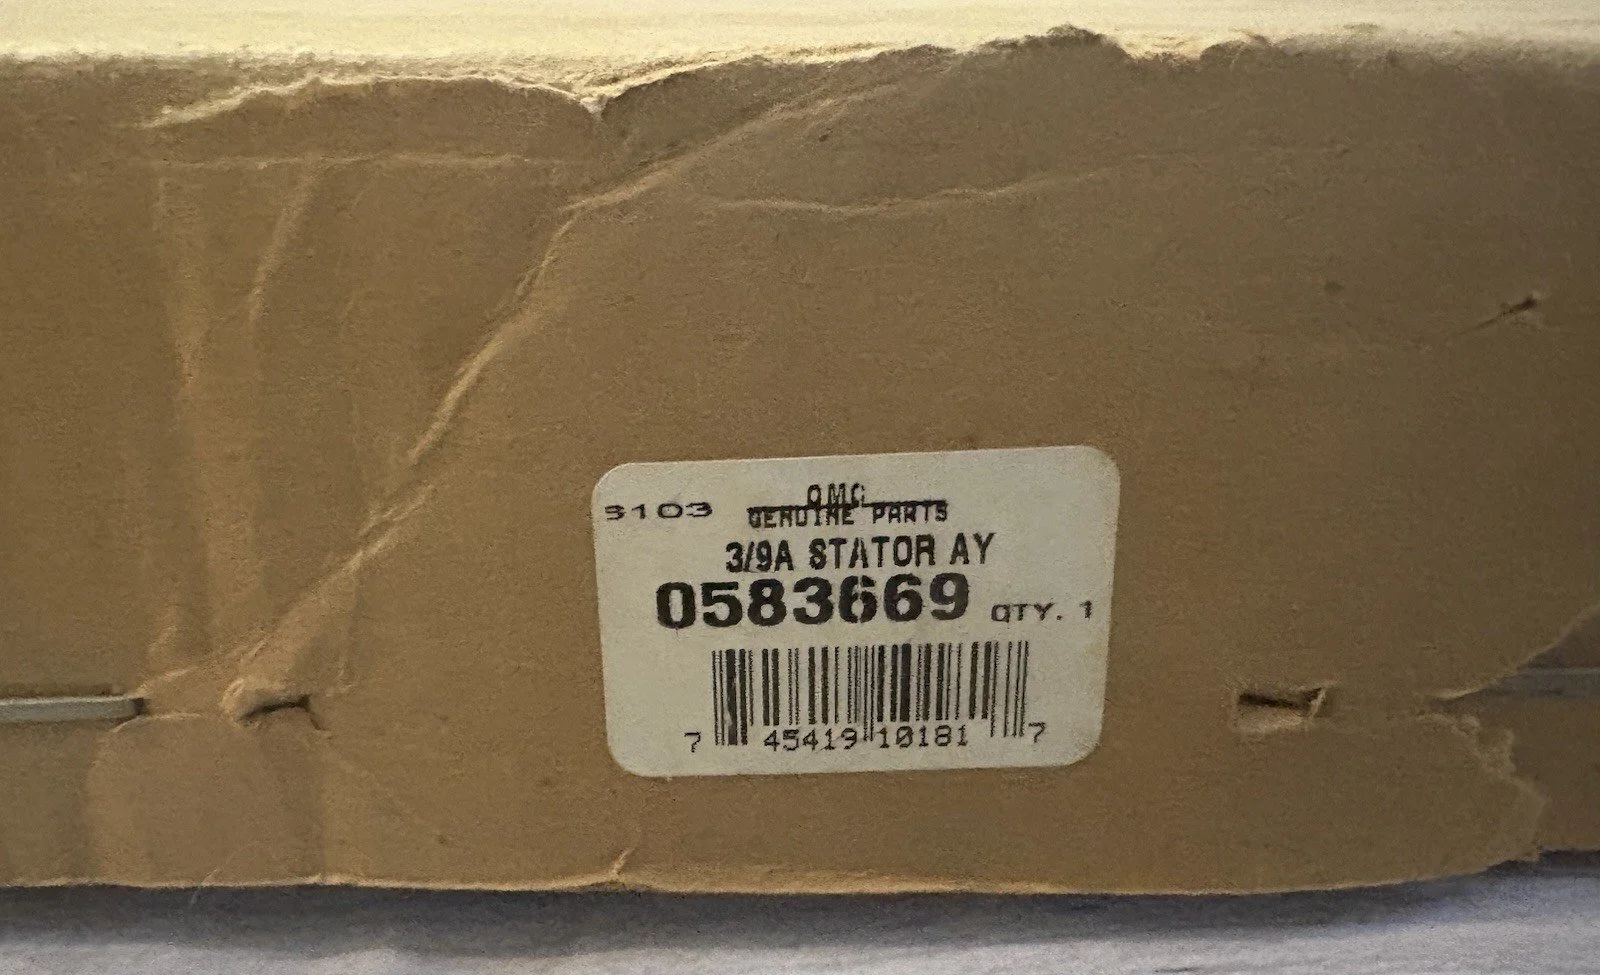 3103 OMC
GENUINE PARTS
3/9A STATOR AY
0583669 QTY. 1
7 45419 10181 7